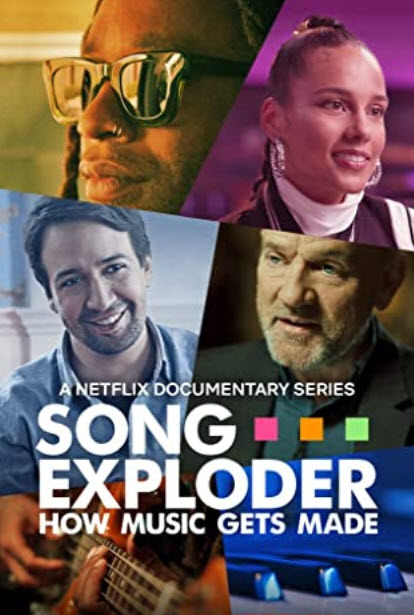 A NETFLIX DOCUMENTARY SERIES
SONG
EXPLODER
HOW MUSIC GETS MADE